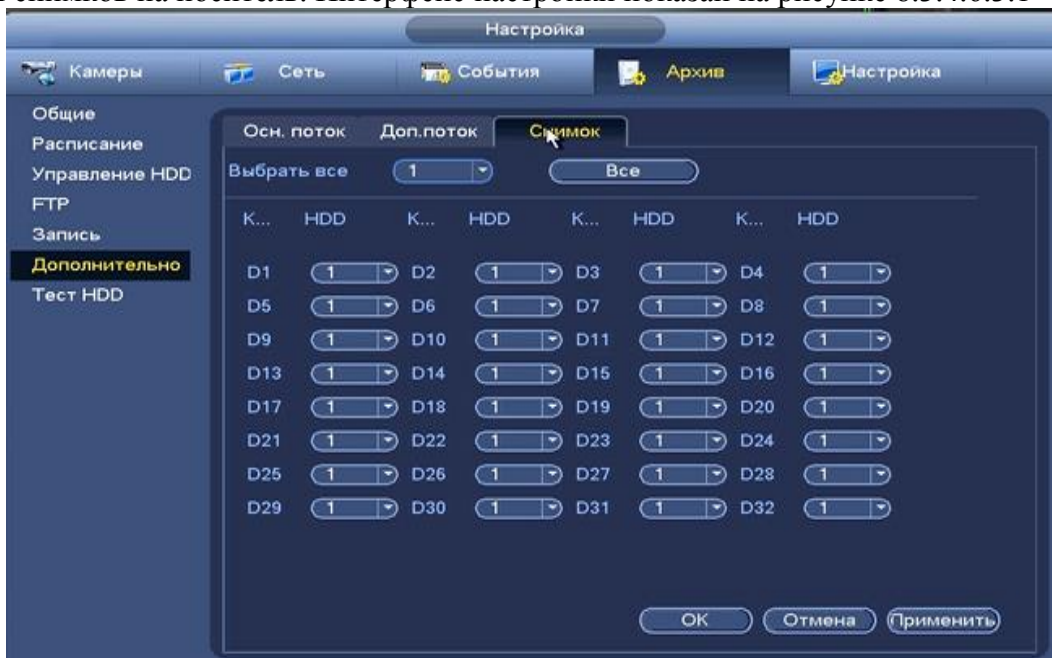 Настройка
Камеры Сеть События Архив Настройка
Общие
Расписание
Управление HDD
FTP
Запись
Дополнительно
Тест HDD
Осн. поток Доп.поток Снимок
Выбрать все 1 Все
К... HDD К... HDD К... HDD К... HDD
D1 1 D2 1 D3 1 D4 1
D5 1 D6 1 D7 1 D8 1
D9 1 D10 1 D11 1 D12 1
D13 1 D14 1 D15 1 D16 1
D17 1 D18 1 D19 1 D20 1
D21 1 D22 1 D23 1 D24 1
D25 1 D26 1 D27 1 D28 1
D29 1 D30 1 D31 1 D32 1
OK Отмена Применить